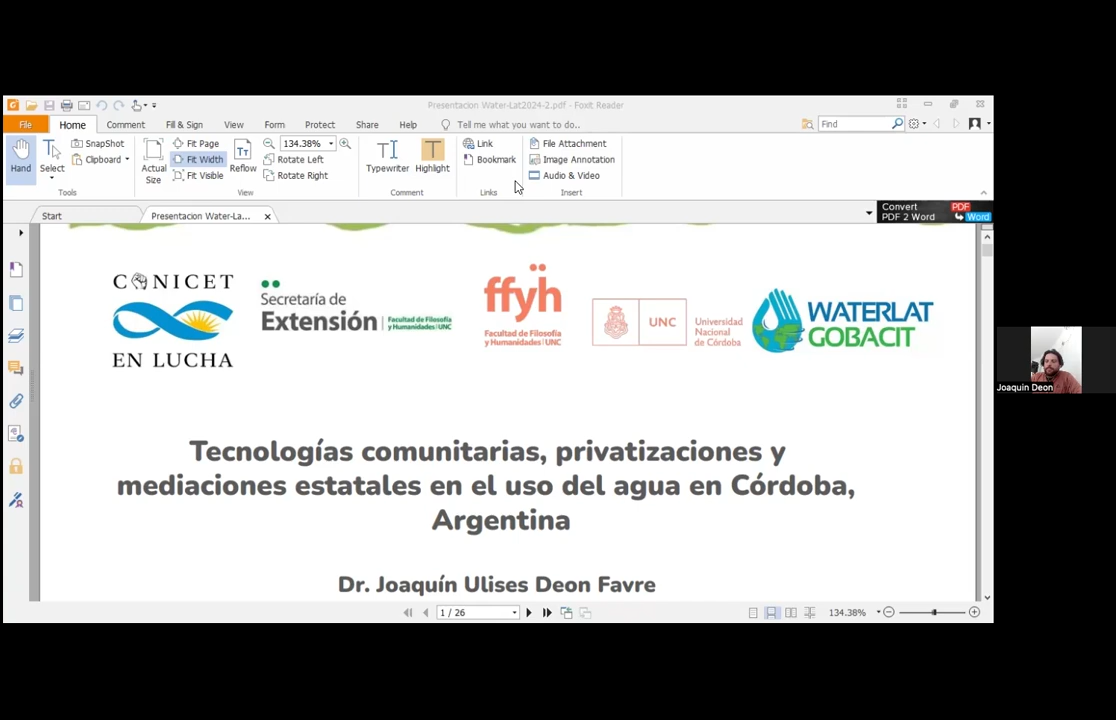 Presentacion Water-Lat2024-2.pdf - Foxit Reader
File Home Comment Fill & Sign View Form Protect Share Help Tell me what you want to do.. Find
Hand
Select
SnapShot
Clipboard
Tools
Actual
Size
Fit Page
Fit Width
Fit Visible
Reflow
134.38%
Rotate Left
Rotate Right
View
Typewriter
Highlight
Comment
Link
Bookmark
Links
File Attachment
Image Annotation
Audio & Video
Insert
Start
Presentacion Water-La...
Convert
PDF 2 Word
PDF
Word
CONICET
EN LUCHA
Secretaría de
Extensión
Facultad de Filosofía
y Humanidades | UNC
ffyh
Facultad de Filosofía
y Humanidades | UNC
UNC
Universidad
Nacional
de Córdoba
WATERLAT
GOBACIT
Tecnologías comunitarias, privatizaciones y
mediaciones estatales en el uso del agua en Córdoba,
Argentina
Dr. Joaquín Ulises Deon Favre
1 / 26
134.38%
Joaquin Deon